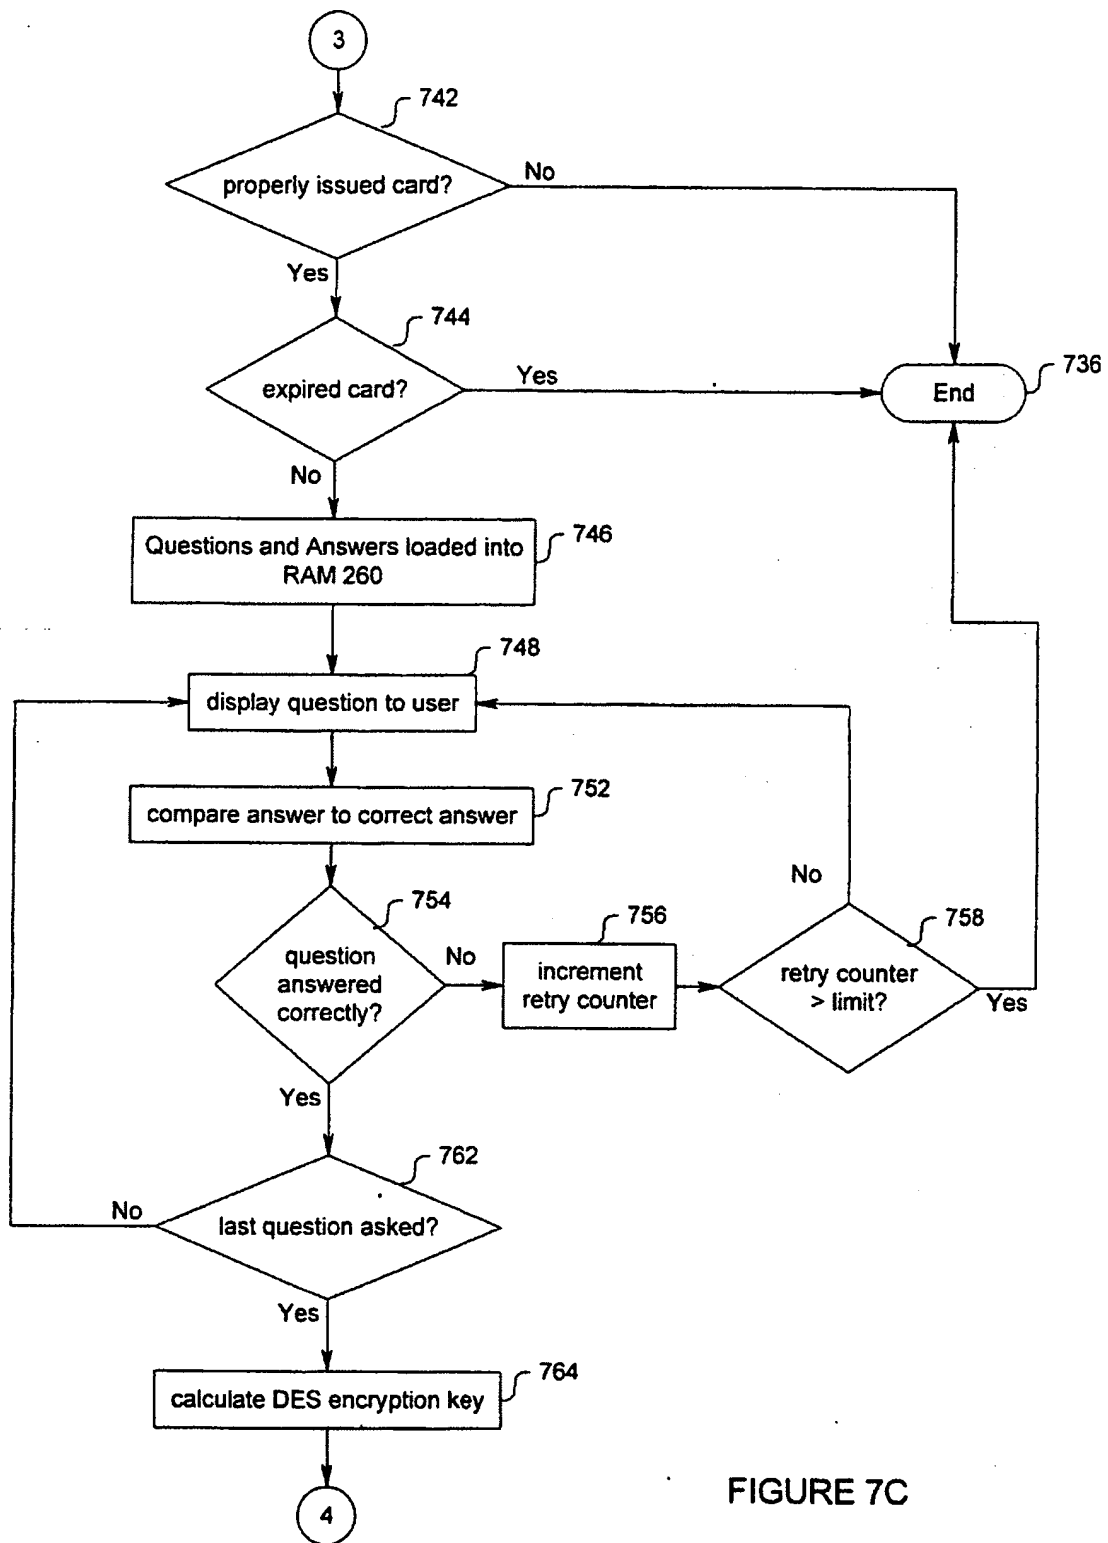 3
742
properly issued card?
No
Yes
744
expired card?
Yes
736
End
No
746
Questions and Answers loaded into
RAM 260
748
display question to user
752
compare answer to correct answer
No
754
756
758
question
answered
correctly?
No
increment
retry counter
retry counter
> limit?
Yes
Yes
762
No
last question asked?
Yes
764
calculate DES encryption key
4
FIGURE 7C